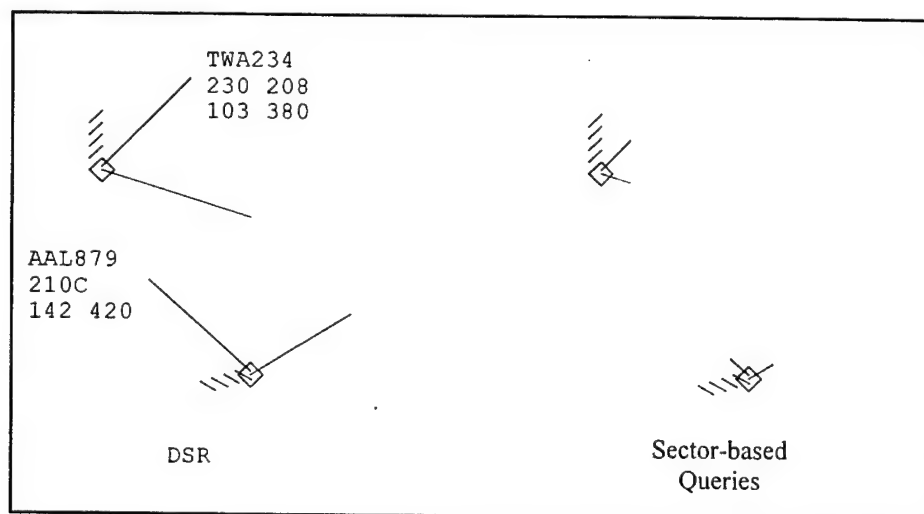 TWA234
230 208
103 380
AAL879
210C
142 420
DSR
Sector-based
Queries